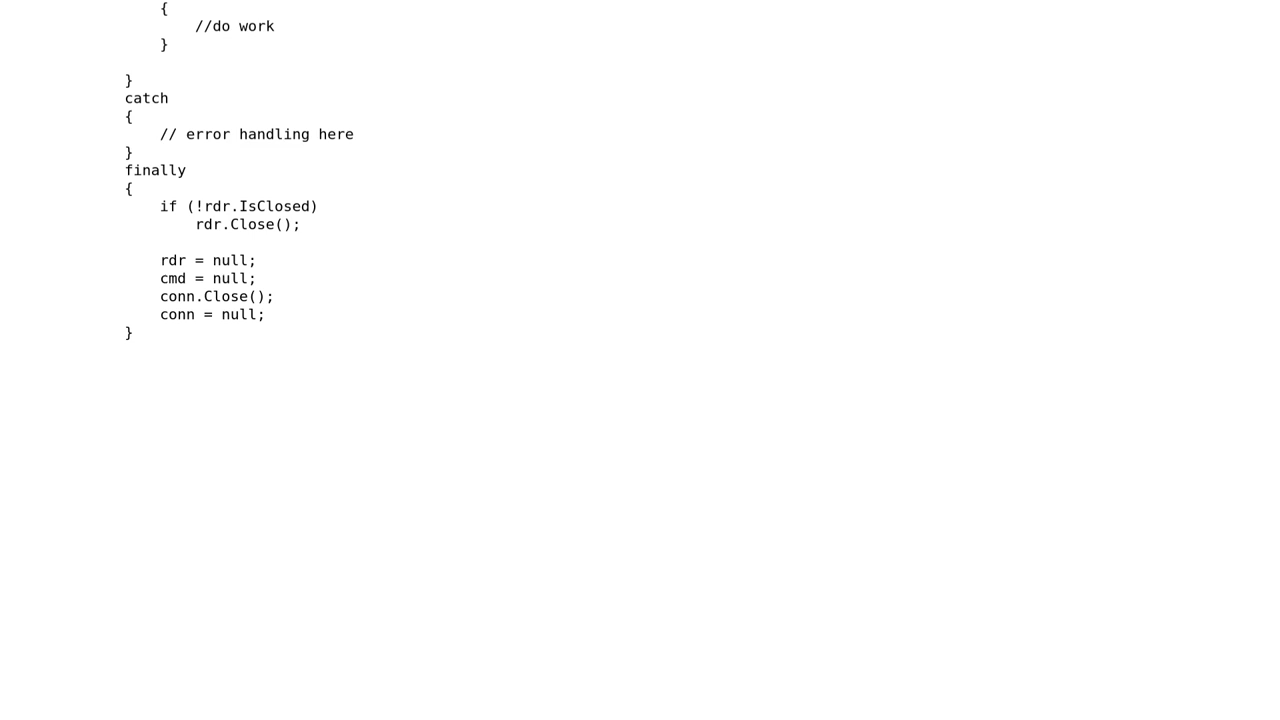 {
//do work
}
}
catch
{
// error handling here
}
finally
{
if (!rdr.IsClosed)
rdr.Close();
rdr = null;
cmd = null;
conn.Close();
conn = null;
}